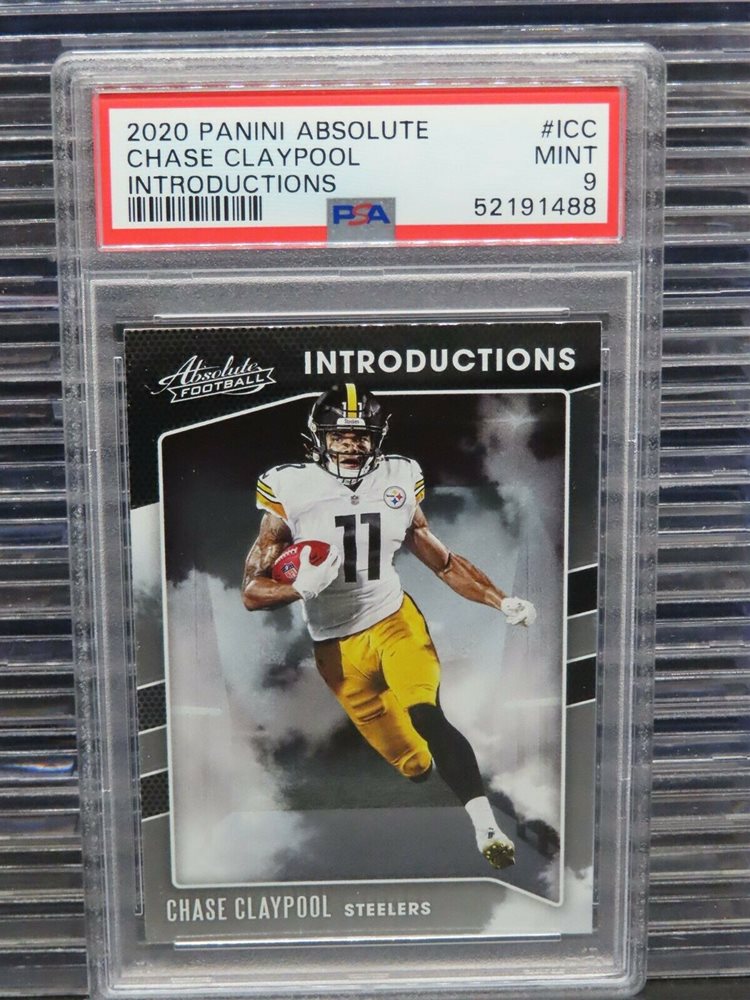 2020 PANINI ABSOLUTE #ICC
CHASE CLAYPOOL MINT
INTRODUCTIONS 9
PSA 52191488
Absolute FOOTBALL
INTRODUCTIONS
11
CHASE CLAYPOOL STEELERS